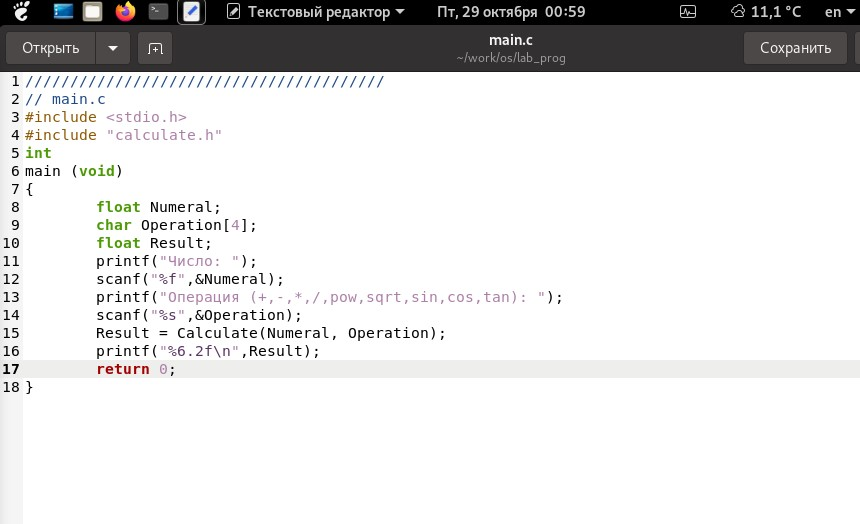 Текстовый редактор Пт, 29 октября 00:59 11,1 °C en
Открыть main.c Сохранить
~/work/os/lab_prog
1 ////////////////////////////////////////
2 // main.c
3 #include <stdio.h>
4 #include "calculate.h"
5 int
6 main (void)
7 {
8 float Numeral;
9 char Operation[4];
10 float Result;
11 printf("Число: ");
12 scanf("%f",&Numeral);
13 printf("Операция (+,-,*,/,pow,sqrt,sin,cos,tan): ");
14 scanf("%s",&Operation);
15 Result = Calculate(Numeral, Operation);
16 printf("%6.2f\n",Result);
17 return 0;
18 }